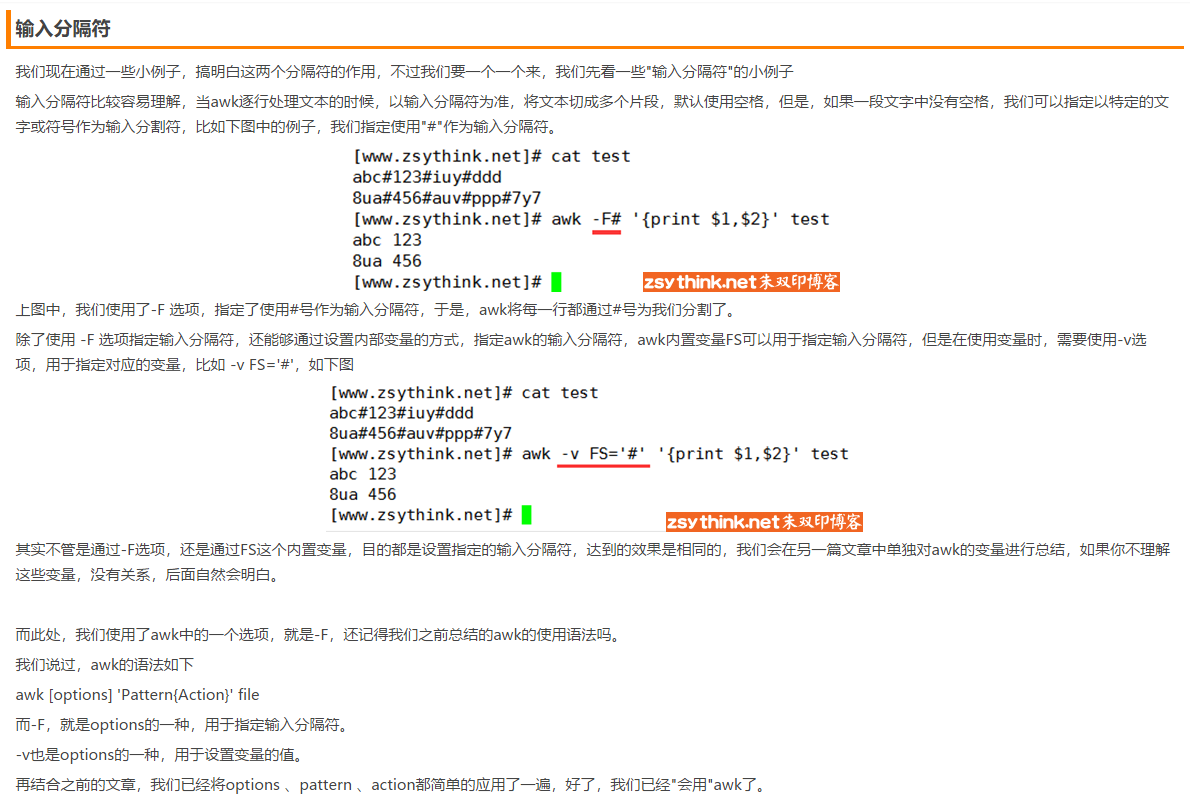 输入分隔符
我们现在通过一些小例子，搞明白这两个分隔符的作用，不过我们要一个一个来，我们先看一些"输入分隔符"的小例子
输入分隔符比较容易理解，当awk逐行处理文本的时候，以输入分隔符为准，将文本切成多个片段，默认使用空格，但是，如果一段文字中没有空格，我们可以指定以特定的文
字或符号作为输入分割符，比如下图中的例子，我们指定使用"#"作为输入分隔符。
[www.zsythink.net]# cat test
abc#123#iuy#ddd
8ua#456#auv#ppp#7y7
[www.zsythink.net]# awk -F# '{print $1,$2}' test
abc 123
8ua 456
[www.zsythink.net]#
zsythink.net朱双印博客
上图中，我们使用了-F 选项，指定了使用#号作为输入分隔符，于是，awk将每一行都通过#号为我们分割了。
除了使用 -F 选项指定输入分隔符，还能够通过设置内部变量的方式，指定awk的输入分隔符，awk内置变量FS可以用于指定输入分隔符，但是在使用变量时，需要使用-v选
项，用于指定对应的变量，比如 -v FS='#'，如下图
[www.zsythink.net]# cat test
abc#123#iuy#ddd
8ua#456#auv#ppp#7y7
[www.zsythink.net]# awk -v FS='#' '{print $1,$2}' test
abc 123
8ua 456
[www.zsythink.net]#
zsythink.net朱双印博客
其实不管是通过-F选项，还是通过FS这个内置变量，目的都是设置指定的输入分隔符，达到的效果是相同的，我们会在另一篇文章中单独对awk的变量进行总结，如果你不理解
这些变量，没有关系，后面自然会明白。
而此处，我们使用了awk中的一个选项，就是-F，还记得我们之前总结的awk的使用语法吗。
我们说过，awk的语法如下
awk [options] 'Pattern{Action}' file
而-F，就是options的一种，用于指定输入分隔符。
-v也是options的一种，用于设置变量的值。
再结合之前的文章，我们已经将options 、pattern 、action都简单的应用了一遍，好了，我们已经"会用"awk了。